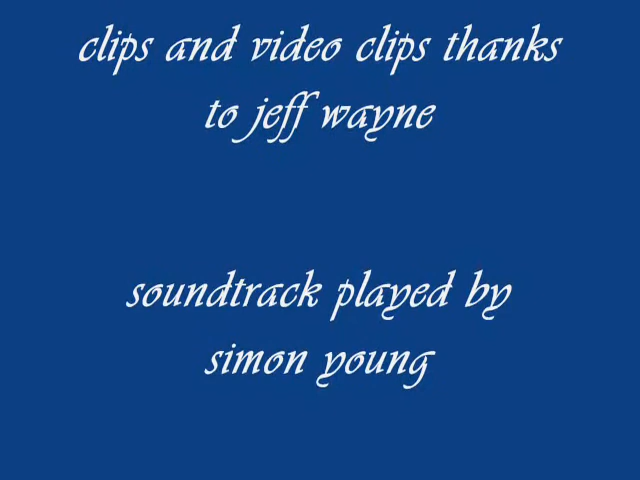 clips and video clips thanks
to jeff wayne
soundtrack played by
simon young